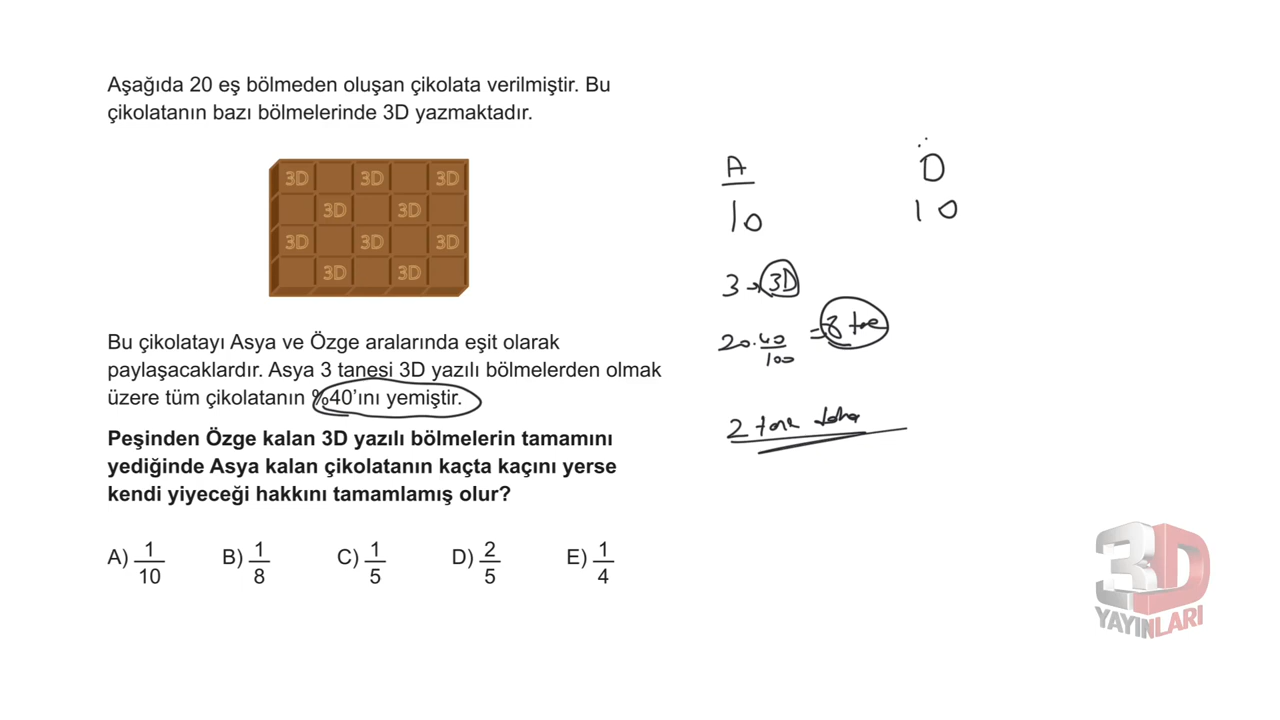 Aşağıda 20 eş bölmeden oluşan çikolata verilmiştir. Bu
çikolatanın bazı bölmelerinde 3D yazmaktadır.
3D 3D 3D
3D 3D
3D 3D 3D
3D 3D
Bu çikolatayı Asya ve Özge aralarında eşit olarak
paylaşacaklardır. Asya 3 tanesi 3D yazılı bölmelerden olmak
üzere tüm çikolatanın %40'ını yemiştir.
Peşinden Özge kalan 3D yazılı bölmelerin tamamını
yediğinde Asya kalan çikolatanın kaçta kaçını yerse
kendi yiyeceği hakkını tamamlamış olur?
A) 1/10 B) 1/8 C) 1/5 D) 2/5 E) 1/4
A Ö
10 10
3 → 3D
20 · 40/100 = 8 tane
2 tane daha
3D
YAYINLARI